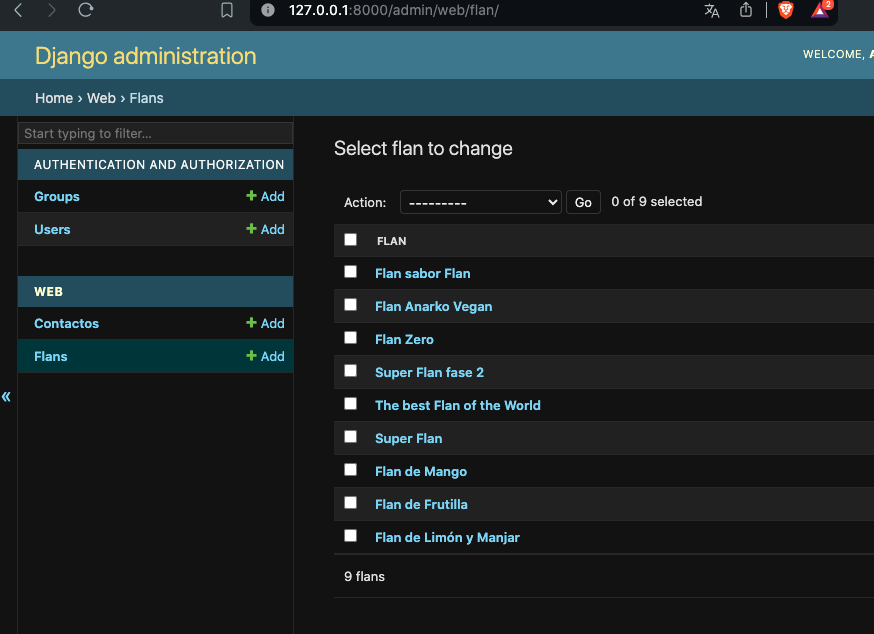 127.0.0.1:8000/admin/web/flan/
2
Django administration
WELCOME,
Home › Web › Flans
Start typing to filter...
AUTHENTICATION AND AUTHORIZATION
Groups + Add
Users + Add
WEB
Contactos + Add
Flans + Add
«
Select flan to change
Action: --------- Go 0 of 9 selected
FLAN
Flan sabor Flan
Flan Anarko Vegan
Flan Zero
Super Flan fase 2
The best Flan of the World
Super Flan
Flan de Mango
Flan de Frutilla
Flan de Limón y Manjar
9 flans